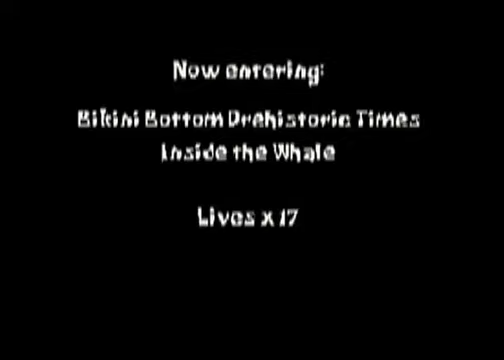 Now entering:
Bikini Bottom Prehistoric Times
Inside the Whale
Lives x 17